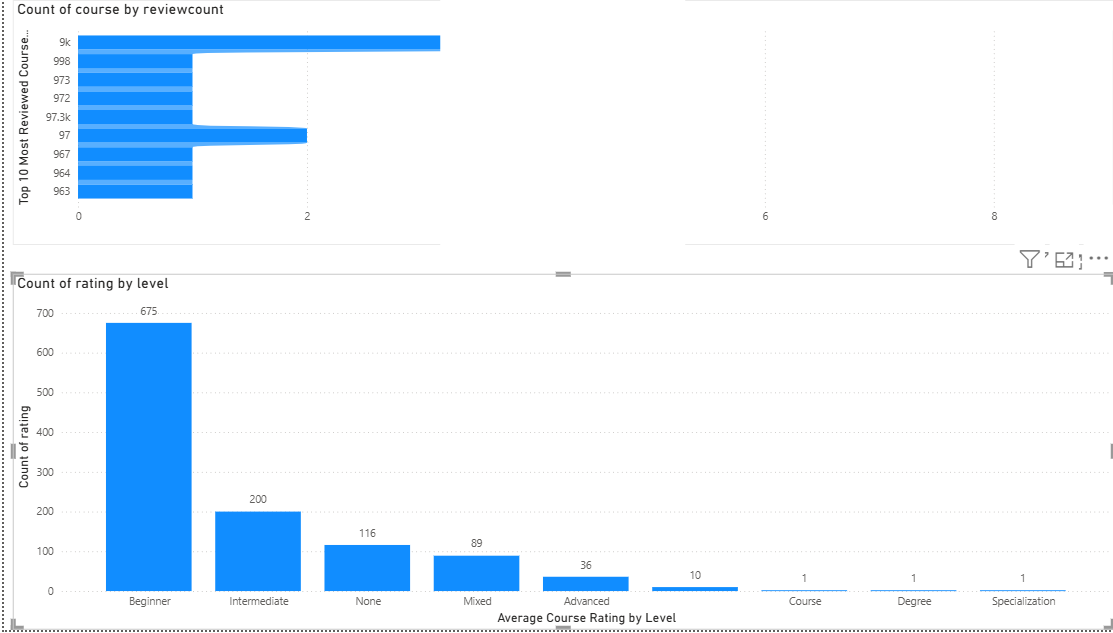 Count of course by reviewcount
Top 10 Most Reviewed Course...
9k
998
973
972
97.3k
97
967
964
963
0 2 6 8
Count of rating by level
Count of rating
700
600
500
400
300
200
100
0
675
200
116
89
36
10
1
1
1
Beginner Intermediate None Mixed Advanced Course Degree Specialization
Average Course Rating by Level